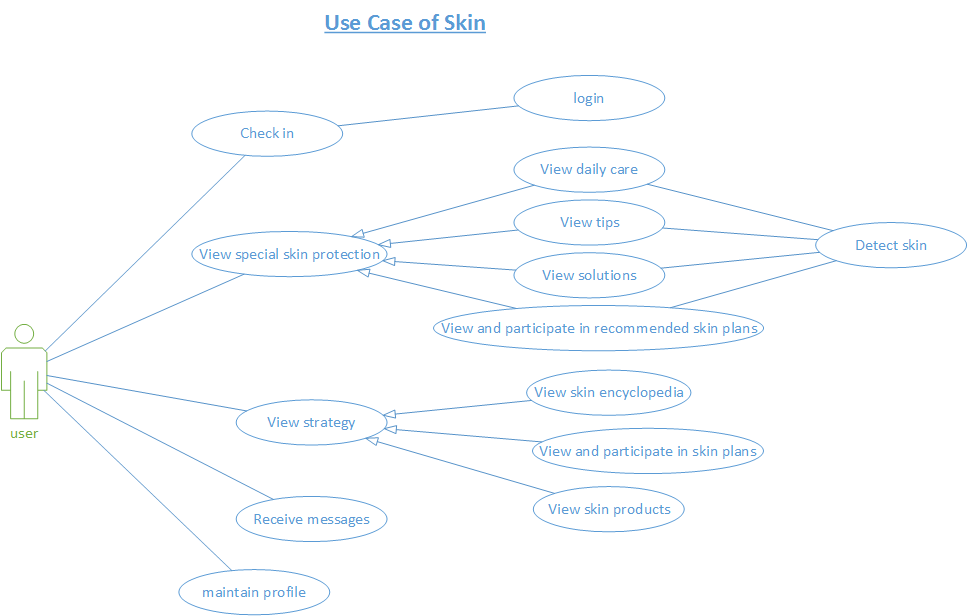 Use Case of Skin
login
Check in
View daily care
View tips
View special skin protection
Detect skin
View solutions
View and participate in recommended skin plans
View skin encyclopedia
View strategy
user
View and participate in skin plans
View skin products
Receive messages
maintain profile